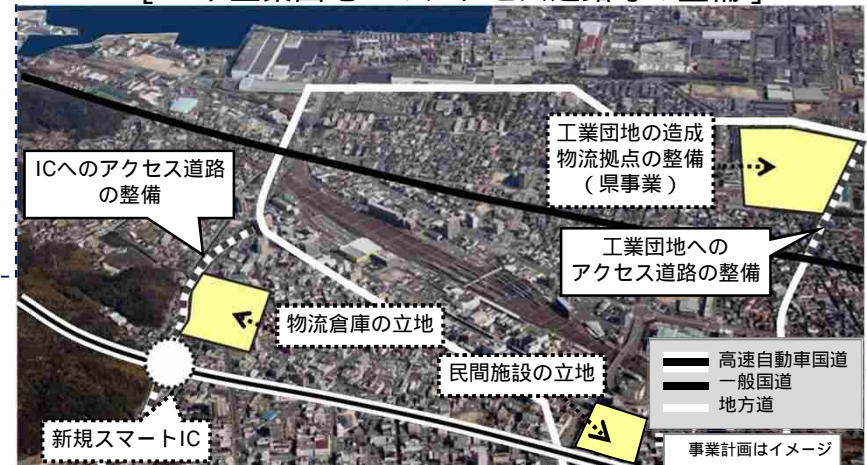 工業団地の造成
物流拠点の整備
（県事業）
ICへのアクセス道路
の整備
工業団地への
アクセス道路の整備
物流倉庫の立地
民間施設の立地
高速自動車国道
一般国道
地方道
新規スマートIC
事業計画はイメージ